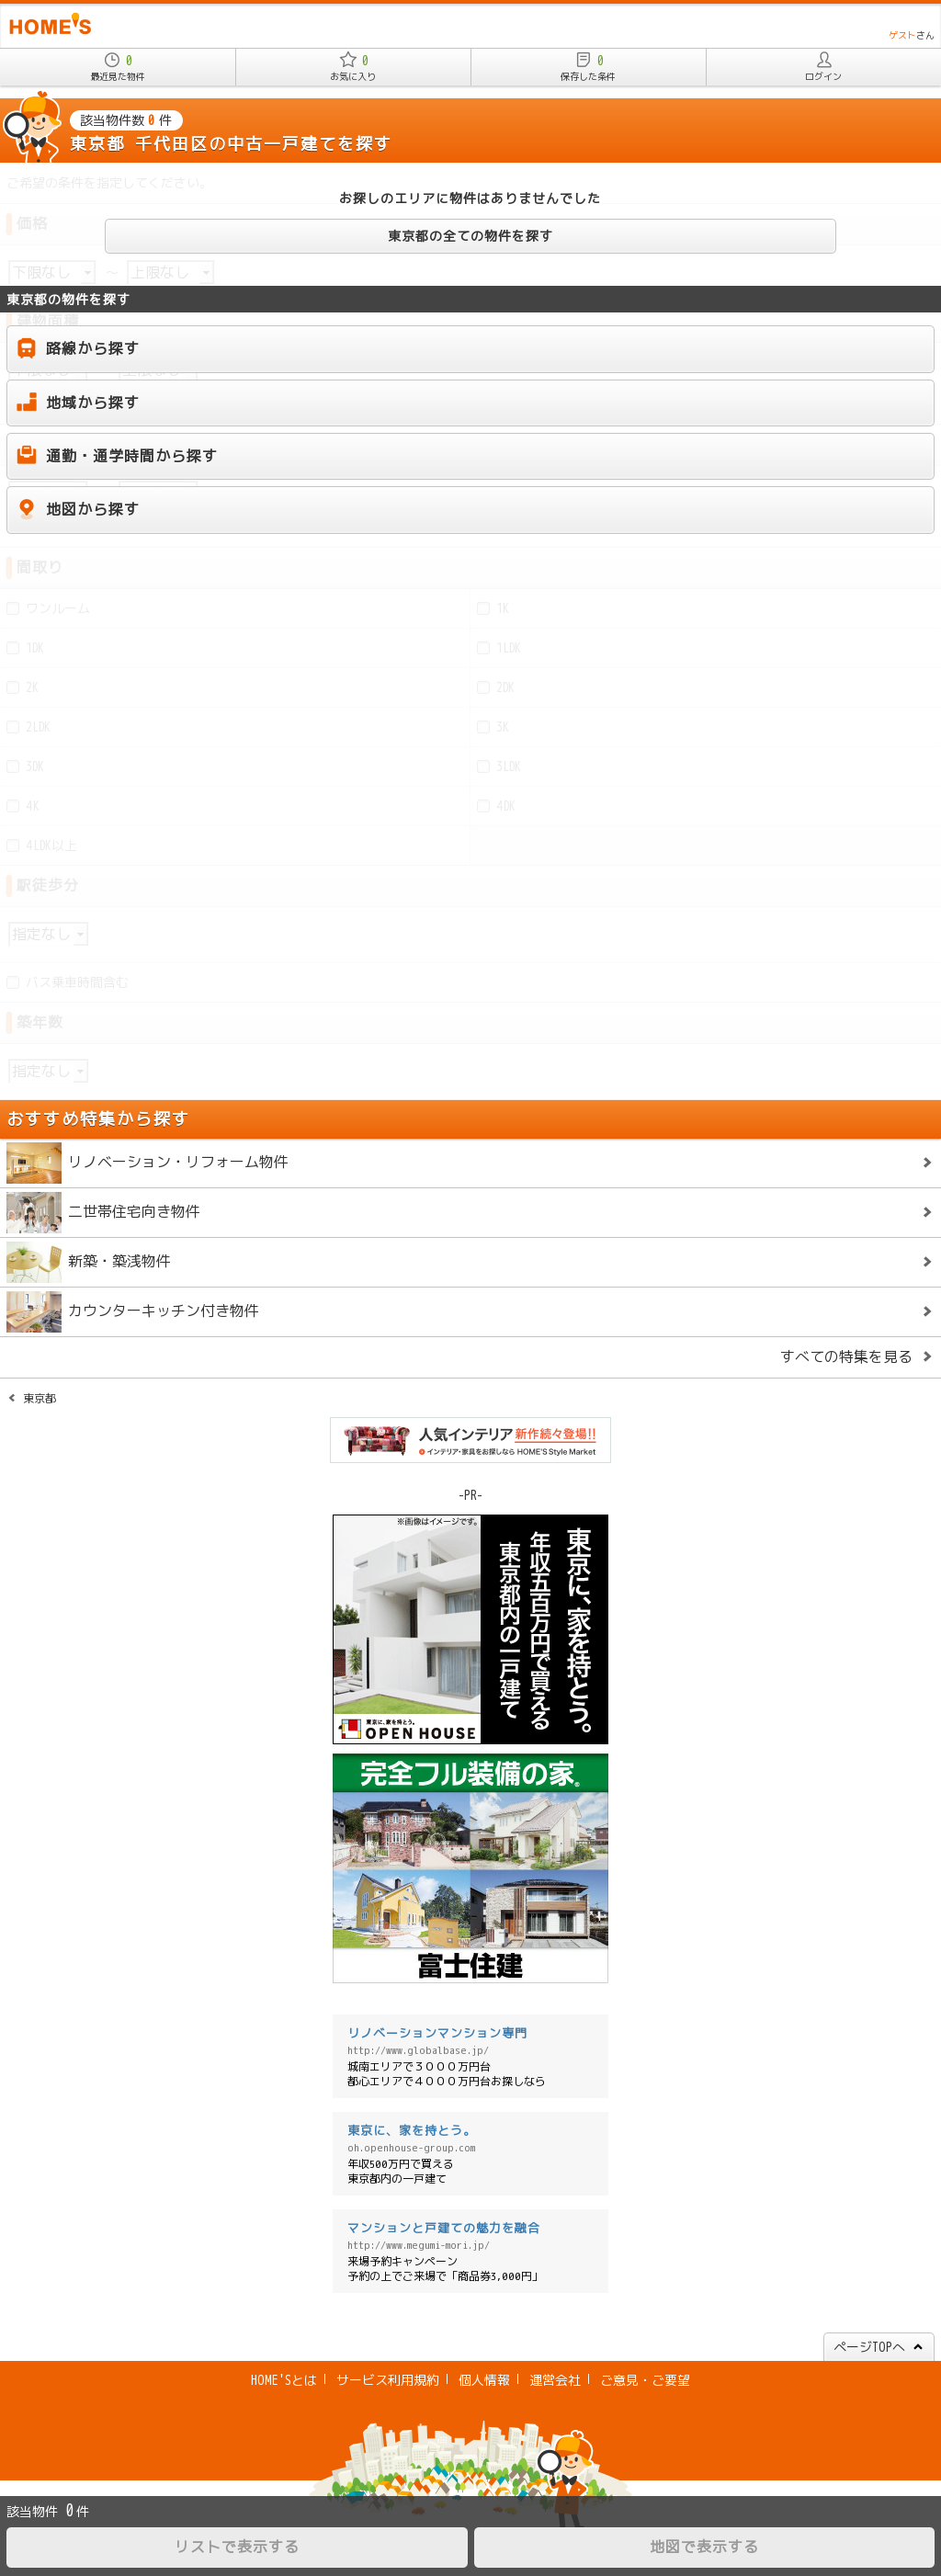 HOME'S
ゲストさん
0
最近見た物件
0
お気に入り
0
保存した条件
ログイン
該当物件数 0 件
東京都 千代田区の中古一戸建てを探す
ご希望の条件を指定してください。
お探しのエリアに物件はありませんでした
価格
東京都の全ての物件を探す
下限なし ～ 上限なし
東京都の物件を探す
建物面積
路線から探す
地域から探す
通勤・通学時間から探す
地図から探す
間取り
ワンルーム
1K
1DK
1LDK
2K
2DK
2LDK
3K
3DK
3LDK
4K
4DK
4LDK以上
駅徒歩分
指定なし
バス乗車時間含む
築年数
指定なし
おすすめ特集から探す
リノベーション・リフォーム物件
二世帯住宅向き物件
新築・築浅物件
カウンターキッチン付き物件
すべての特集を見る
東京都
人気インテリア新作続々登場!!
インテリア・家具をお探しなら HOME'S Style Market
-PR-
※画像はイメージです。
東京に、家を持とう。
年収五百万円で買える
東京都内の一戸建て
東京に、家を持とう。
OPEN HOUSE
完全フル装備の家®
富士住建
リノベーションマンション専門
http://www.globalbase.jp/
城南エリアで３０００万円台
都心エリアで４０００万円台お探しなら
東京に、家を持とう。
oh.openhouse-group.com
年収500万円で買える
東京都内の一戸建て
マンションと戸建ての魅力を融合
http://www.megumi-mori.jp/
来場予約キャンペーン
予約の上でご来場で「商品券3,000円」
ページTOPへ
HOME'Sとは | サービス利用規約 | 個人情報 | 運営会社 | ご意見・ご要望
該当物件 0件
リストで表示する
地図で表示する